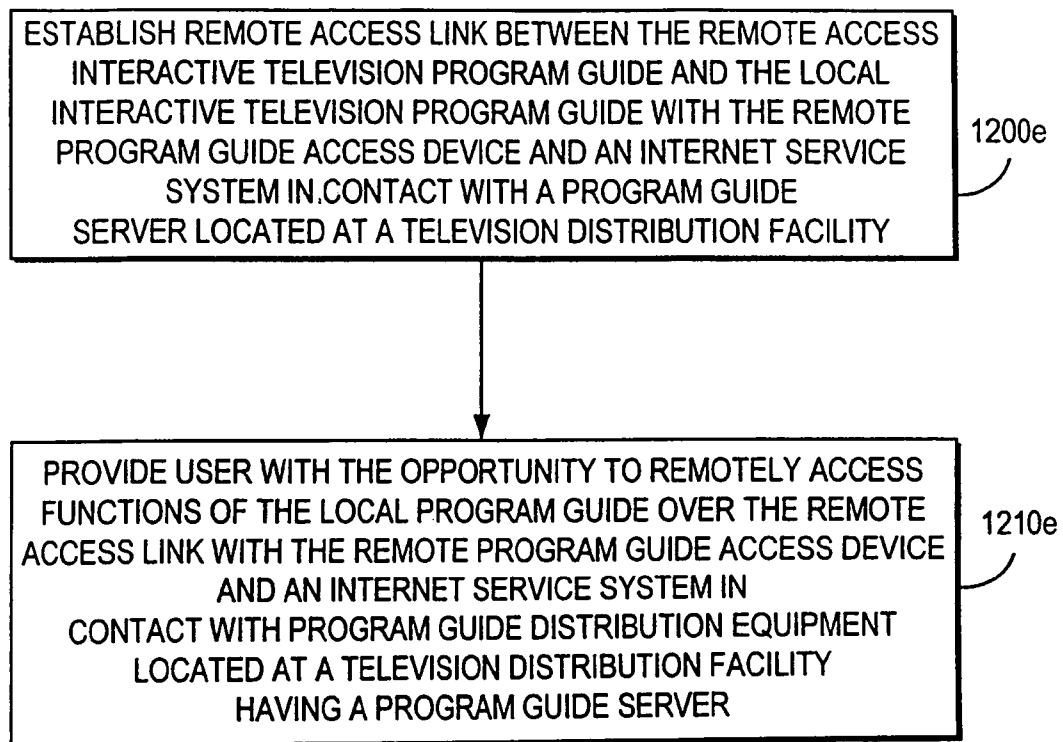 ESTABLISH REMOTE ACCESS LINK BETWEEN THE REMOTE ACCESS
INTERACTIVE TELEVISION PROGRAM GUIDE AND THE LOCAL
INTERACTIVE TELEVISION PROGRAM GUIDE WITH THE REMOTE
PROGRAM GUIDE ACCESS DEVICE AND AN INTERNET SERVICE
SYSTEM IN.CONTACT WITH A PROGRAM GUIDE
SERVER LOCATED AT A TELEVISION DISTRIBUTION FACILITY
1200e
PROVIDE USER WITH THE OPPORTUNITY TO REMOTELY ACCESS
FUNCTIONS OF THE LOCAL PROGRAM GUIDE OVER THE REMOTE
ACCESS LINK WITH THE REMOTE PROGRAM GUIDE ACCESS DEVICE
AND AN INTERNET SERVICE SYSTEM IN
CONTACT WITH PROGRAM GUIDE DISTRIBUTION EQUIPMENT
LOCATED AT A TELEVISION DISTRIBUTION FACILITY
HAVING A PROGRAM GUIDE SERVER
1210e